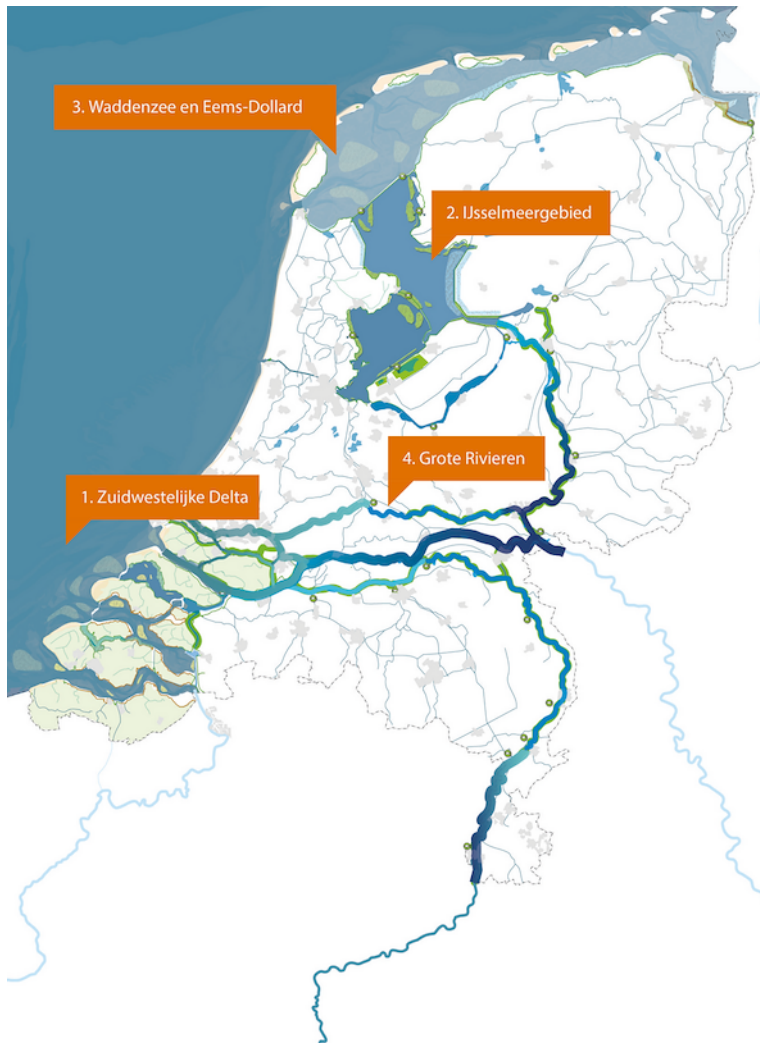 3. Waddenzee en Eems-Dollard
2. IJsselmeergebied
4. Grote Rivieren
1. Zuidwestelijke Delta